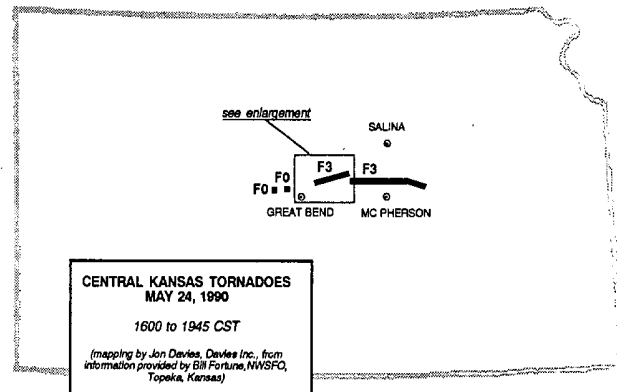 see enlargement
SALINA
F3 F3
F0
F0
GREAT BEND MC PHERSON
CENTRAL KANSAS TORNADOES
MAY 24, 1990
1600 to 1945 CST
(mapping by Jon Davies, Davies Inc., from
information provided by Bill Fortune, NWSFO,
Topeka, Kansas)